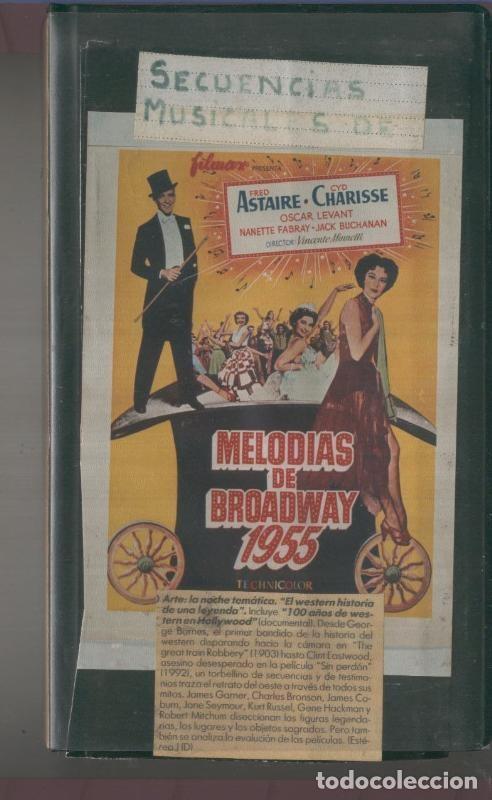 SECUENCIAS
MUSICALES DE
filmax PRESENTA
FRED ASTAIRE · CYD CHARISSE
OSCAR LEVANT
NANETTE FABRAY · JACK BUCHANAN
DIRECTOR: Vincente Minnelli
MELODIAS
DE
BROADWAY
1955
TECHNICOLOR
) Arte: la noche temática. "El western historia
de una leyenda". Incluye "100 años de wes-
tern en Hollywood" (documental). Desde Geor-
ge Barnes, el primer bandido de la historia del
western disparando hacia la cámara en "The
great train Robbery" (1903) hasta Clint Eastwood,
asesino desesperado en la película "Sin perdón"
(1992), un torbellino de secuencias y de testimo-
nios traza el retrato del oeste a través de todos sus
mitos. James Garner, Charles Bronson, James Co-
burn, Jane Seymour, Kurt Russel, Gene Hackman y
Robert Mitchum diseccionan las figuras legenda-
rias, los lugares y los objetos sagrados. Pero tam-
bién se analiza la evolución de las películas. (Esté-
reo.) (D)
todocoleccion